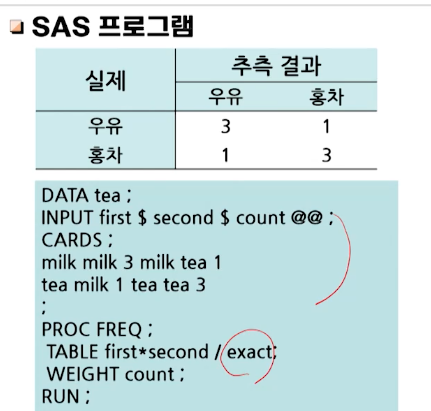 SAS 프로그램
실제 추측 결과
우유 홍차
우유 3 1
홍차 1 3
DATA tea ;
INPUT first $ second $ count @@ ;
CARDS ;
milk milk 3 milk tea 1
tea milk 1 tea tea 3
;
PROC FREQ ;
TABLE first*second / exact;
WEIGHT count ;
RUN ;